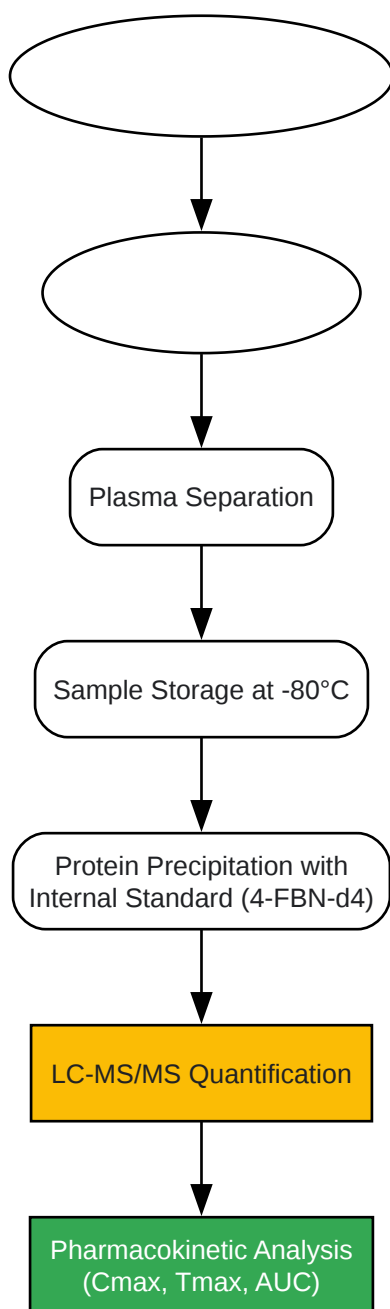 Plasma Separation
Sample Storage at -80°C
Protein Precipitation with
Internal Standard (4-FBN-d4)
LC-MS/MS Quantification
Pharmacokinetic Analysis
(Cmax, Tmax, AUC)